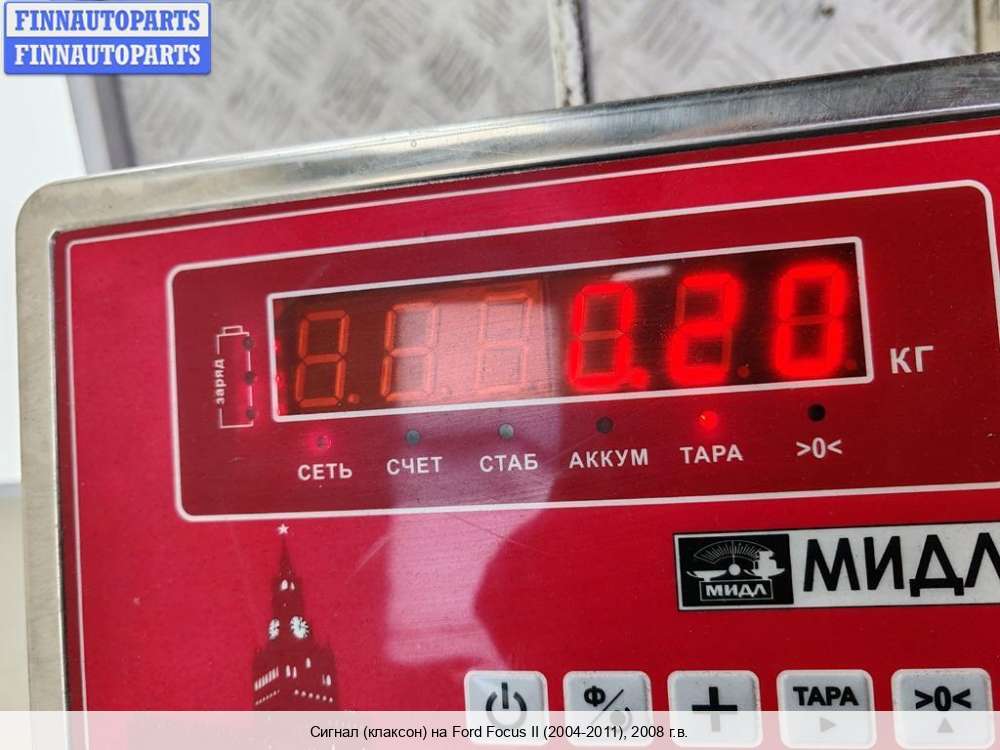 FINNAUTOPARTS
FINNAUTOPARTS
0.20
КГ
заряд
СЕТЬ СЧЕТ СТАБ АККУМ ТАРА >0<
МИДЛ
МИДЛ
Ф
+
ТАРА
>0<
Сигнал (клаксон) на Ford Focus II (2004-2011), 2008 г.в.